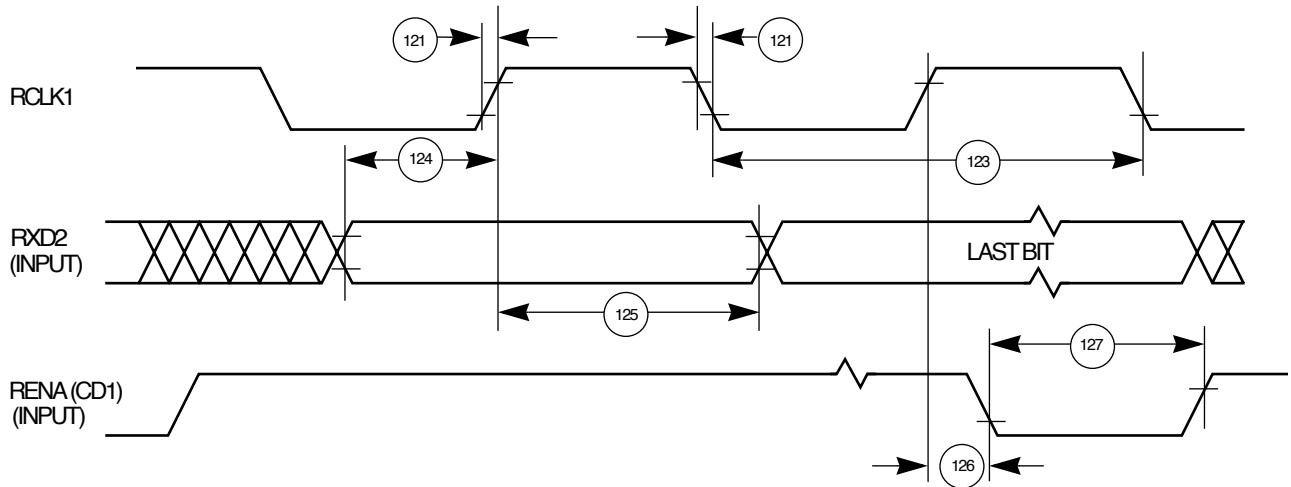 121
121
RCLK1
124
123
RXD2
(INPUT)
LAST BIT
125
127
RENA (CD1)
(INPUT)
126